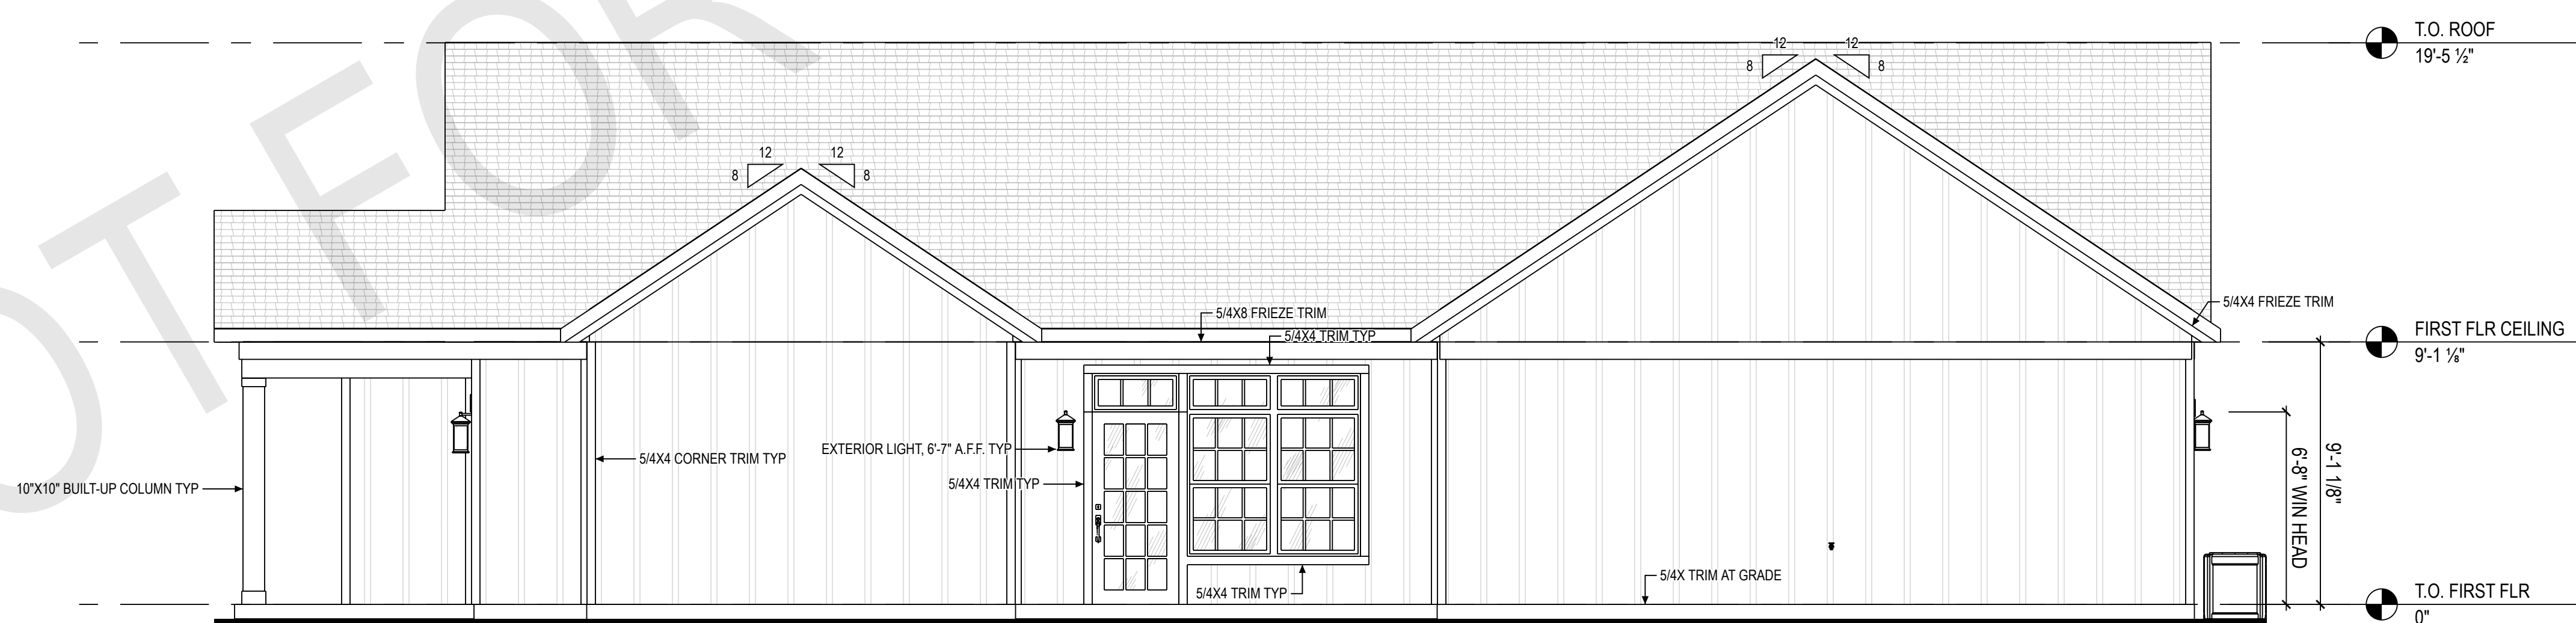 NOT FOR
T.O. ROOF
19'-5 ½"
12
12
8
8
12
12
8
8
5/4X4 FRIEZE TRIM
5/4X8 FRIEZE TRIM
5/4X4 TRIM TYP
FIRST FLR CEILING
9'-1 ⅛"
EXTERIOR LIGHT, 6'-7" A.F.F. TYP
5/4X4 CORNER TRIM TYP
5/4X4 TRIM TYP
10"X10" BUILT-UP COLUMN TYP
6'-8" WIN HEAD
9'-1 1/8"
5/4X TRIM AT GRADE
5/4X4 TRIM TYP
T.O. FIRST FLR
0"